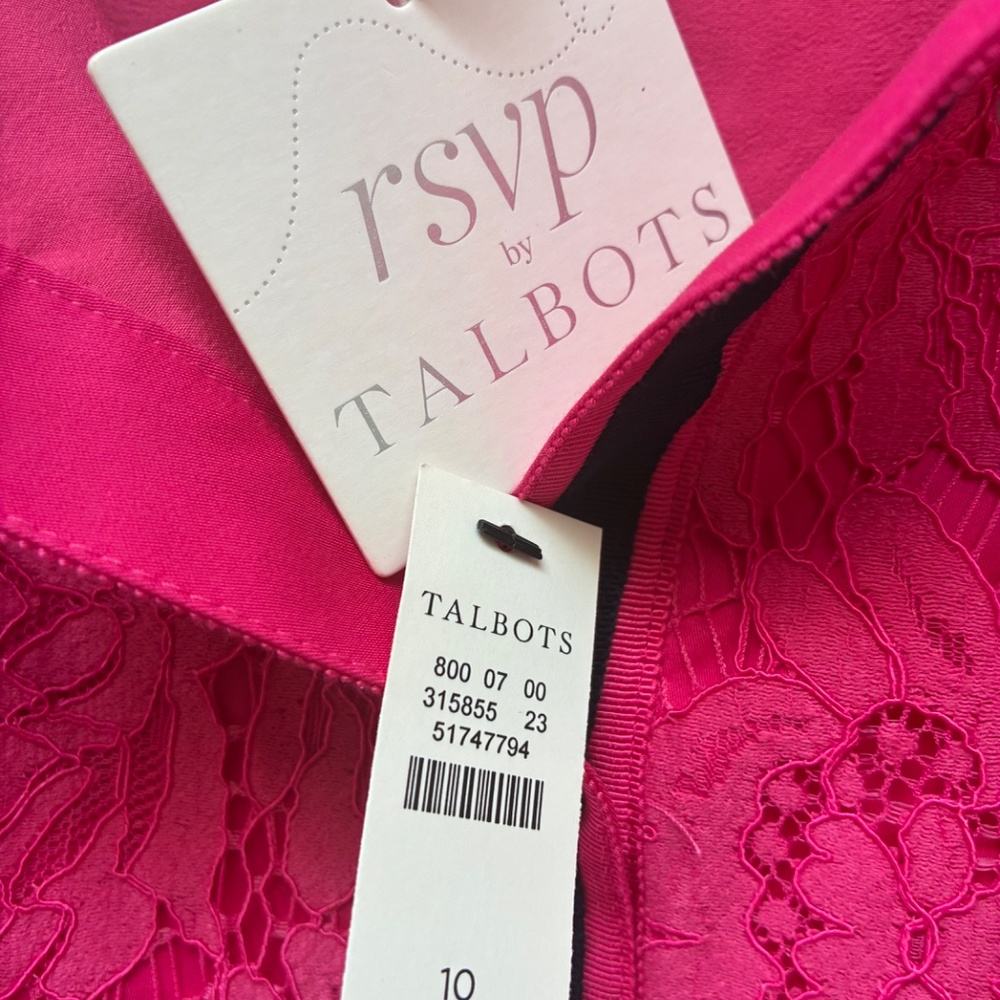 rsvp
by
TALBOTS
TALBOTS
800 07 00
315855 23
51747794
10